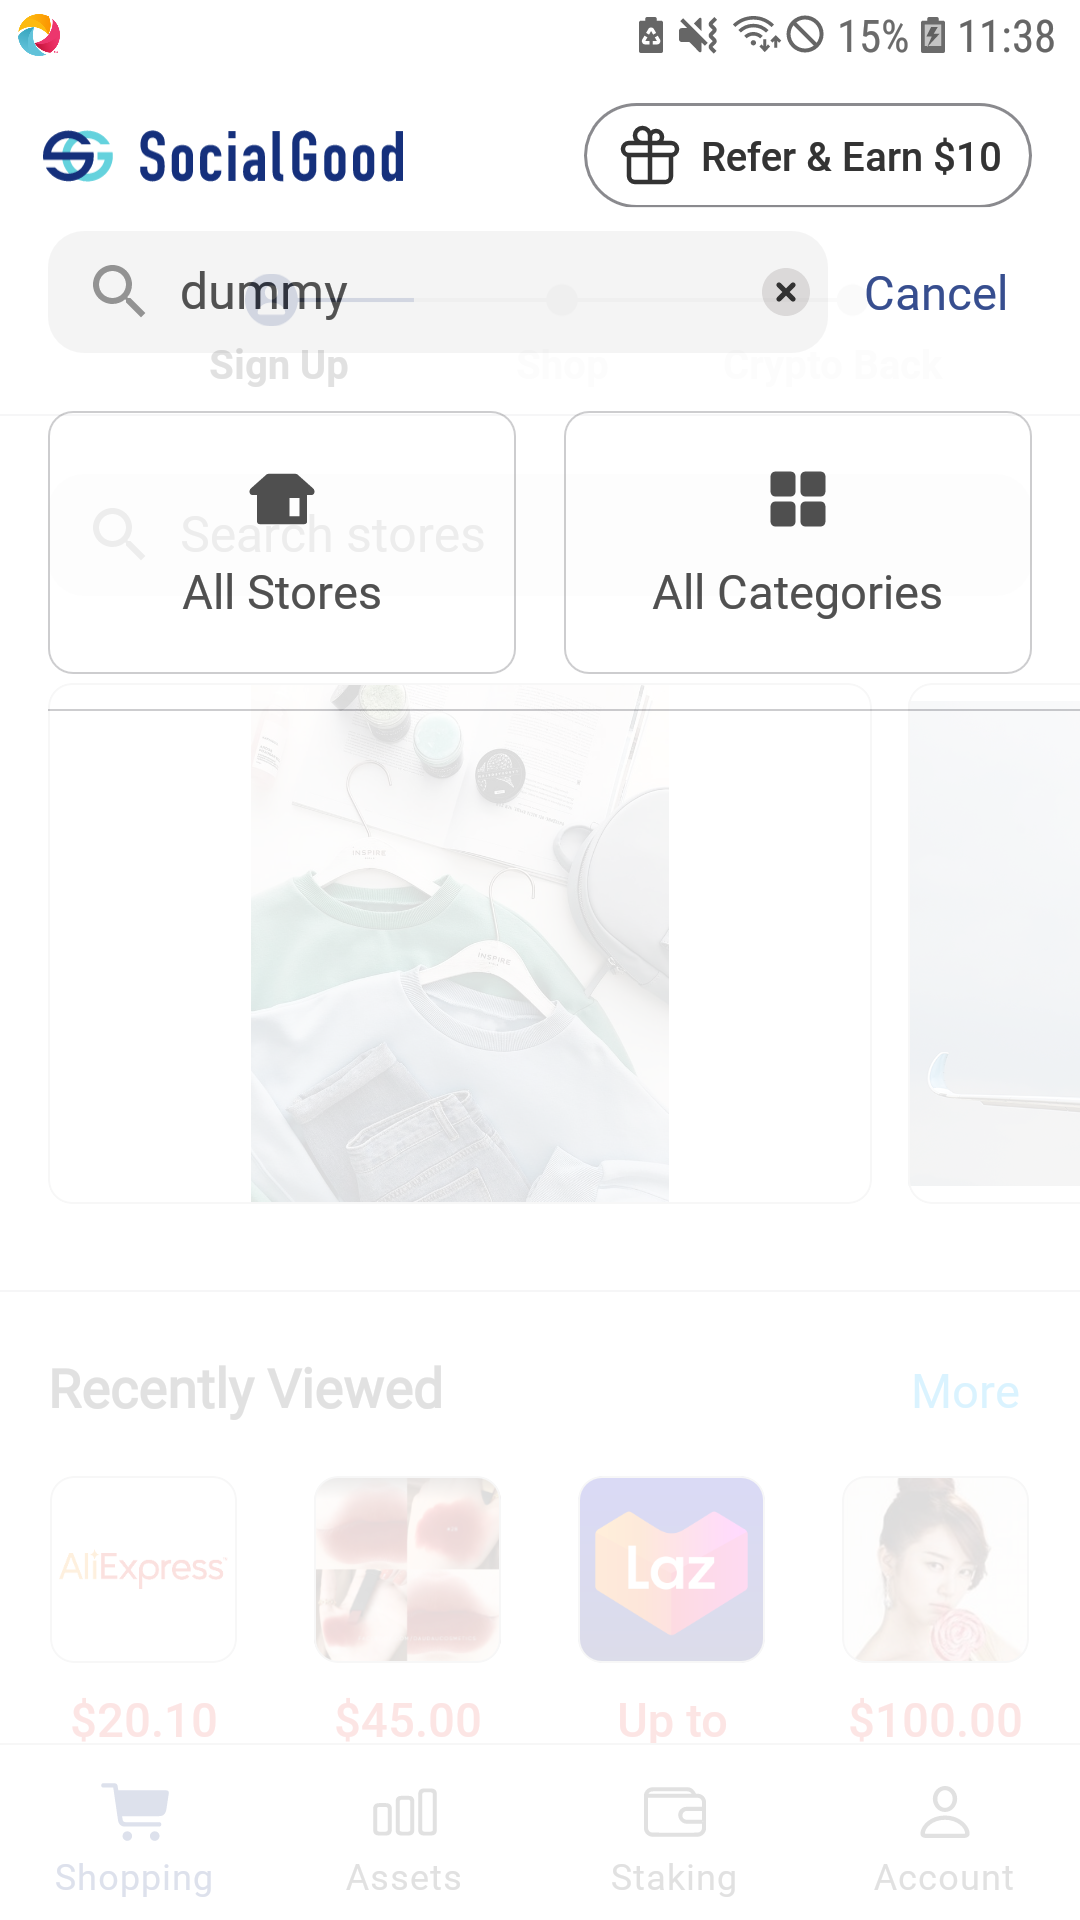 15% 11:38
SocialGood
Refer & Earn $10
dummy
Cancel
Sign Up
Shop
Crypto Back
Search stores
All Stores
All Categories
INSPIRE
INSPIRE
Recently Viewed
More
AliExpress
Laz
$20.10
$45.00
Up to
$100.00
Shopping
Assets
Staking
Account